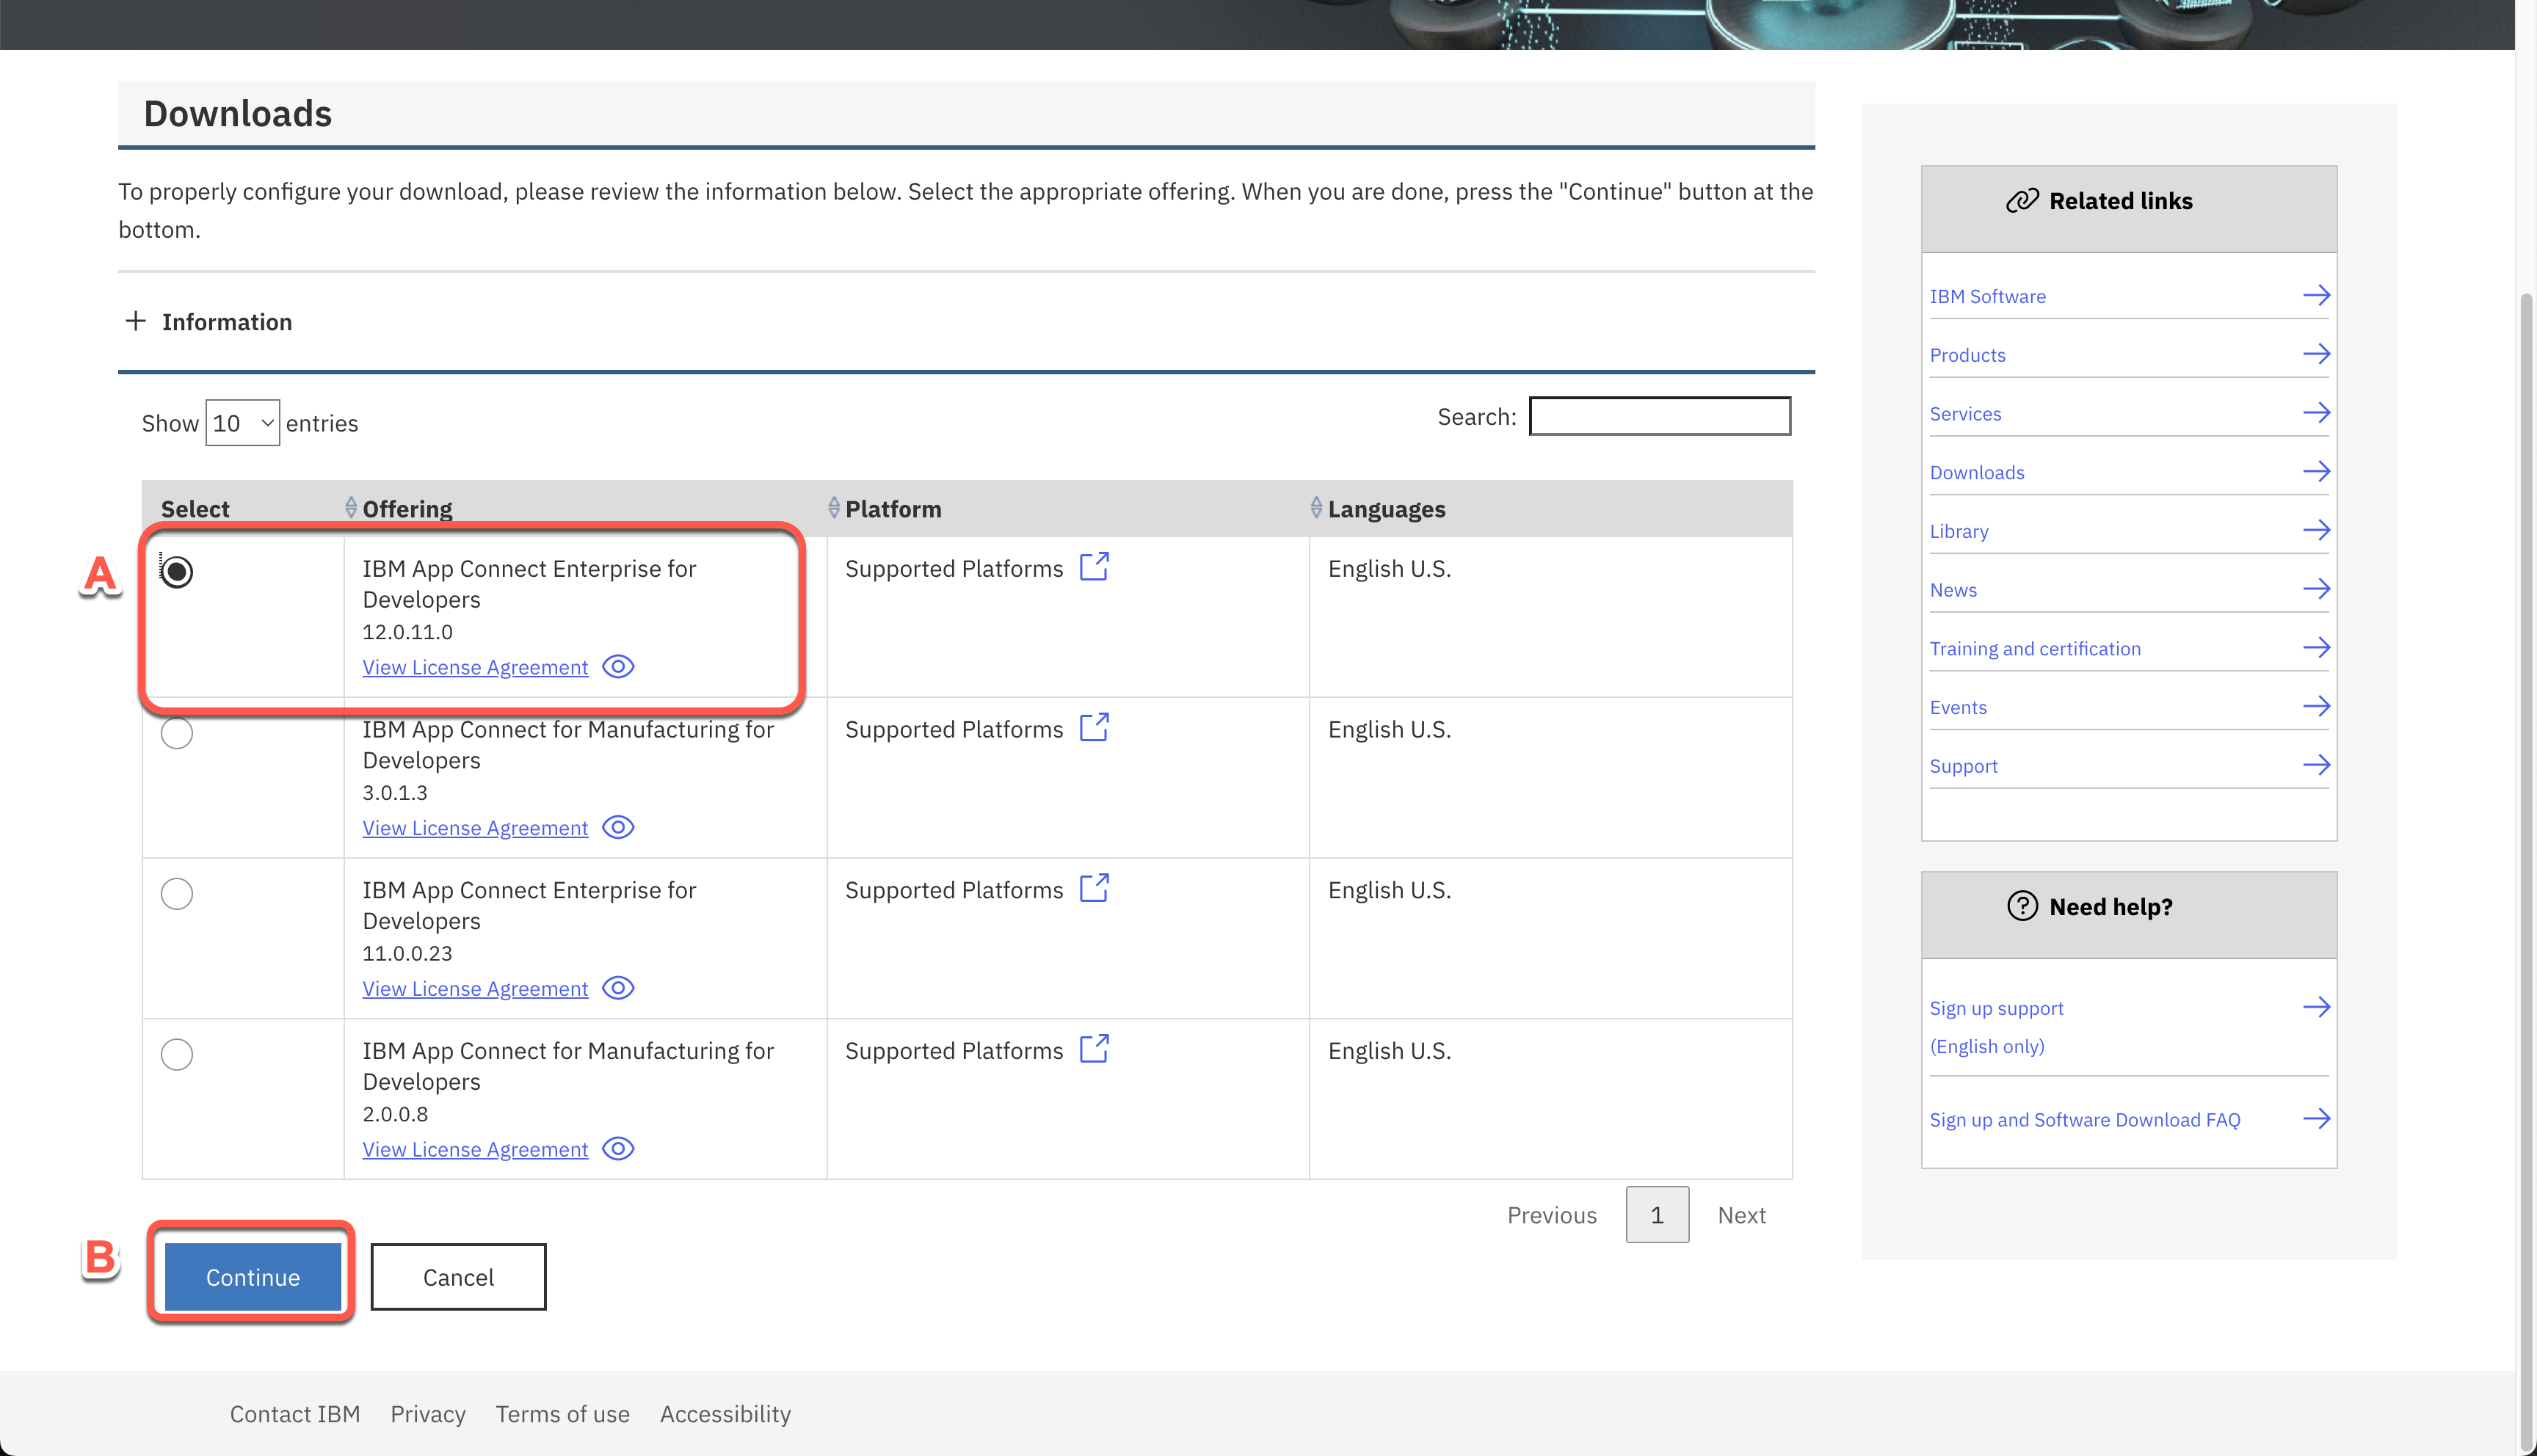 Downloads
To properly configure your download, please review the information below. Select the appropriate offering. When you are done, press the "Continue" button at the
bottom.
+ Information
Show 10 entries
Search:
Select Offering Platform Languages
A
IBM App Connect Enterprise for
Developers
12.0.11.0
View License Agreement
Supported Platforms
English U.S.
IBM App Connect for Manufacturing for
Developers
3.0.1.3
View License Agreement
Supported Platforms
English U.S.
IBM App Connect Enterprise for
Developers
11.0.0.23
View License Agreement
Supported Platforms
English U.S.
IBM App Connect for Manufacturing for
Developers
2.0.0.8
View License Agreement
Supported Platforms
English U.S.
Previous 1 Next
B
Continue Cancel
Related links
IBM Software
Products
Services
Downloads
Library
News
Training and certification
Events
Support
Need help?
Sign up support
(English only)
Sign up and Software Download FAQ
Contact IBM Privacy Terms of use Accessibility